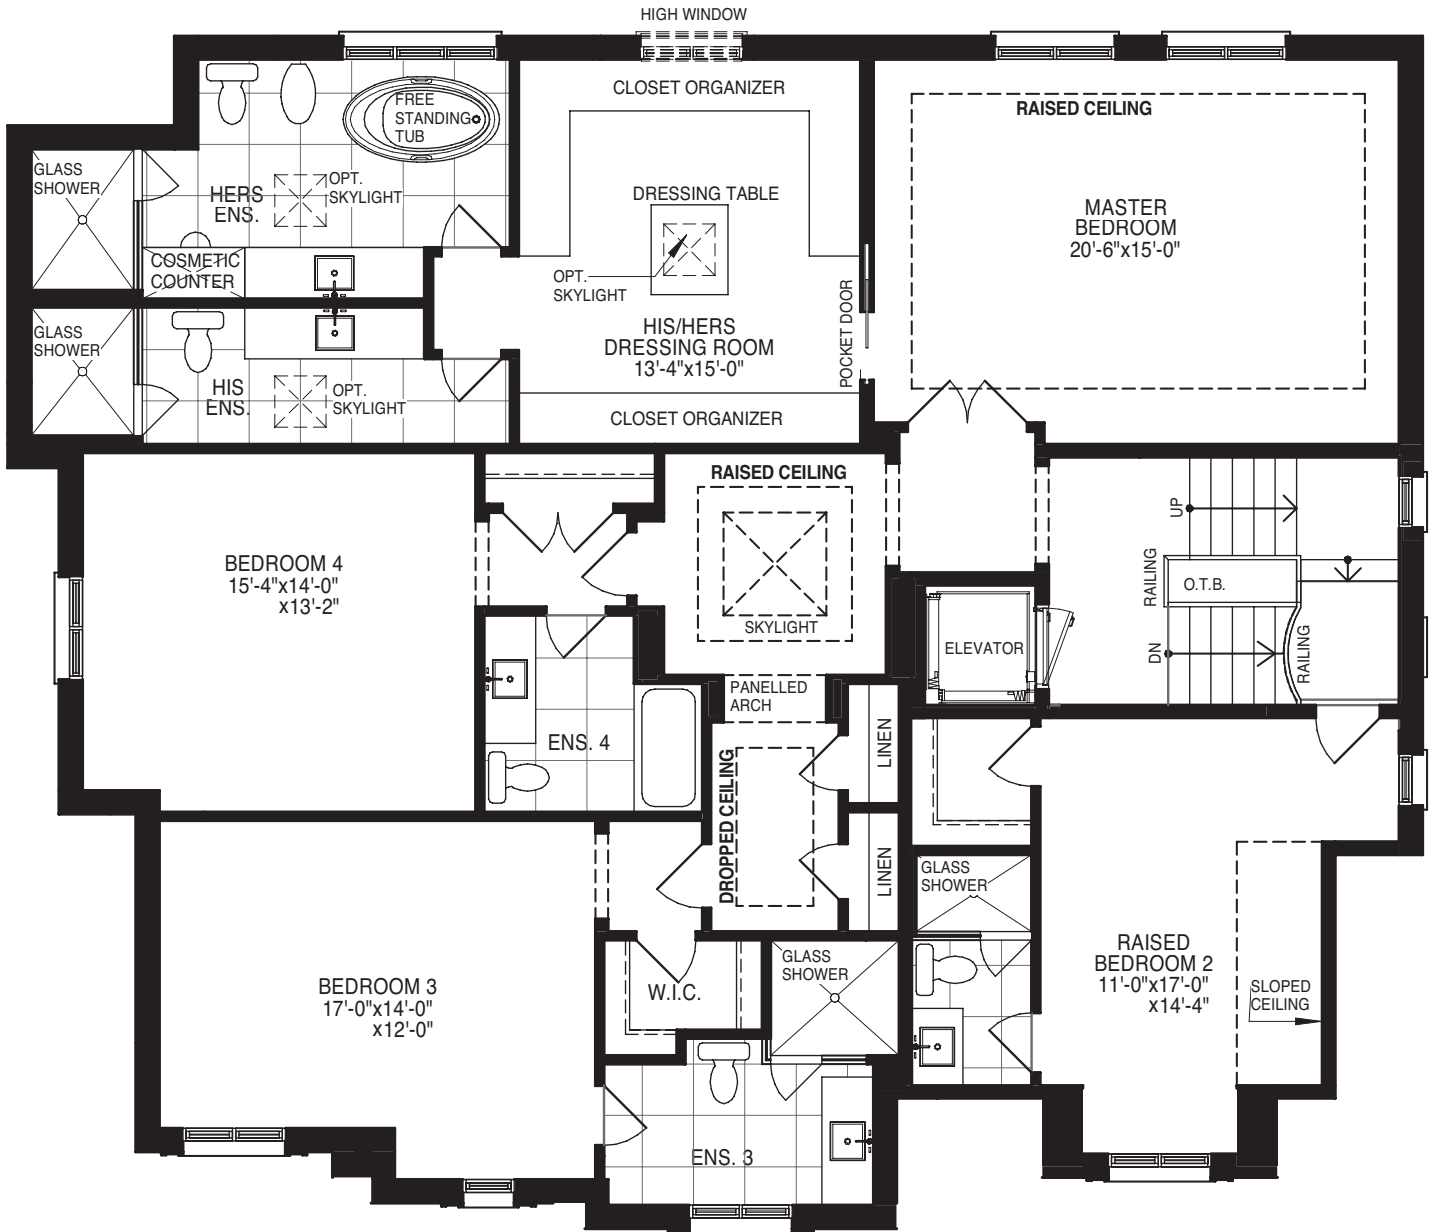 HIGH WINDOW
CLOSET ORGANIZER
FREE
STANDING
TUB
RAISED CEILING
GLASS
SHOWER
HERS
ENS.
OPT.
SKYLIGHT
DRESSING TABLE
MASTER
BEDROOM
20'-6"x15'-0"
COSMETIC
COUNTER
OPT.
SKYLIGHT
POCKET DOOR
GLASS
SHOWER
HIS/HERS
DRESSING ROOM
13'-4"x15'-0"
HIS
ENS.
OPT.
SKYLIGHT
CLOSET ORGANIZER
RAISED CEILING
UP
BEDROOM 4
15'-4"x14'-0"
x13'-2"
RAILING
O.T.B.
SKYLIGHT
ELEVATOR
DN
RAILING
PANELLED
ARCH
ENS. 4
LINEN
DROPPED CEILING
LINEN
GLASS
SHOWER
BEDROOM 3
17'-0"x14'-0"
x12'-0"
W.I.C.
GLASS
SHOWER
RAISED
BEDROOM 2
11'-0"x17'-0"
x14'-4"
SLOPED
CEILING
ENS. 3